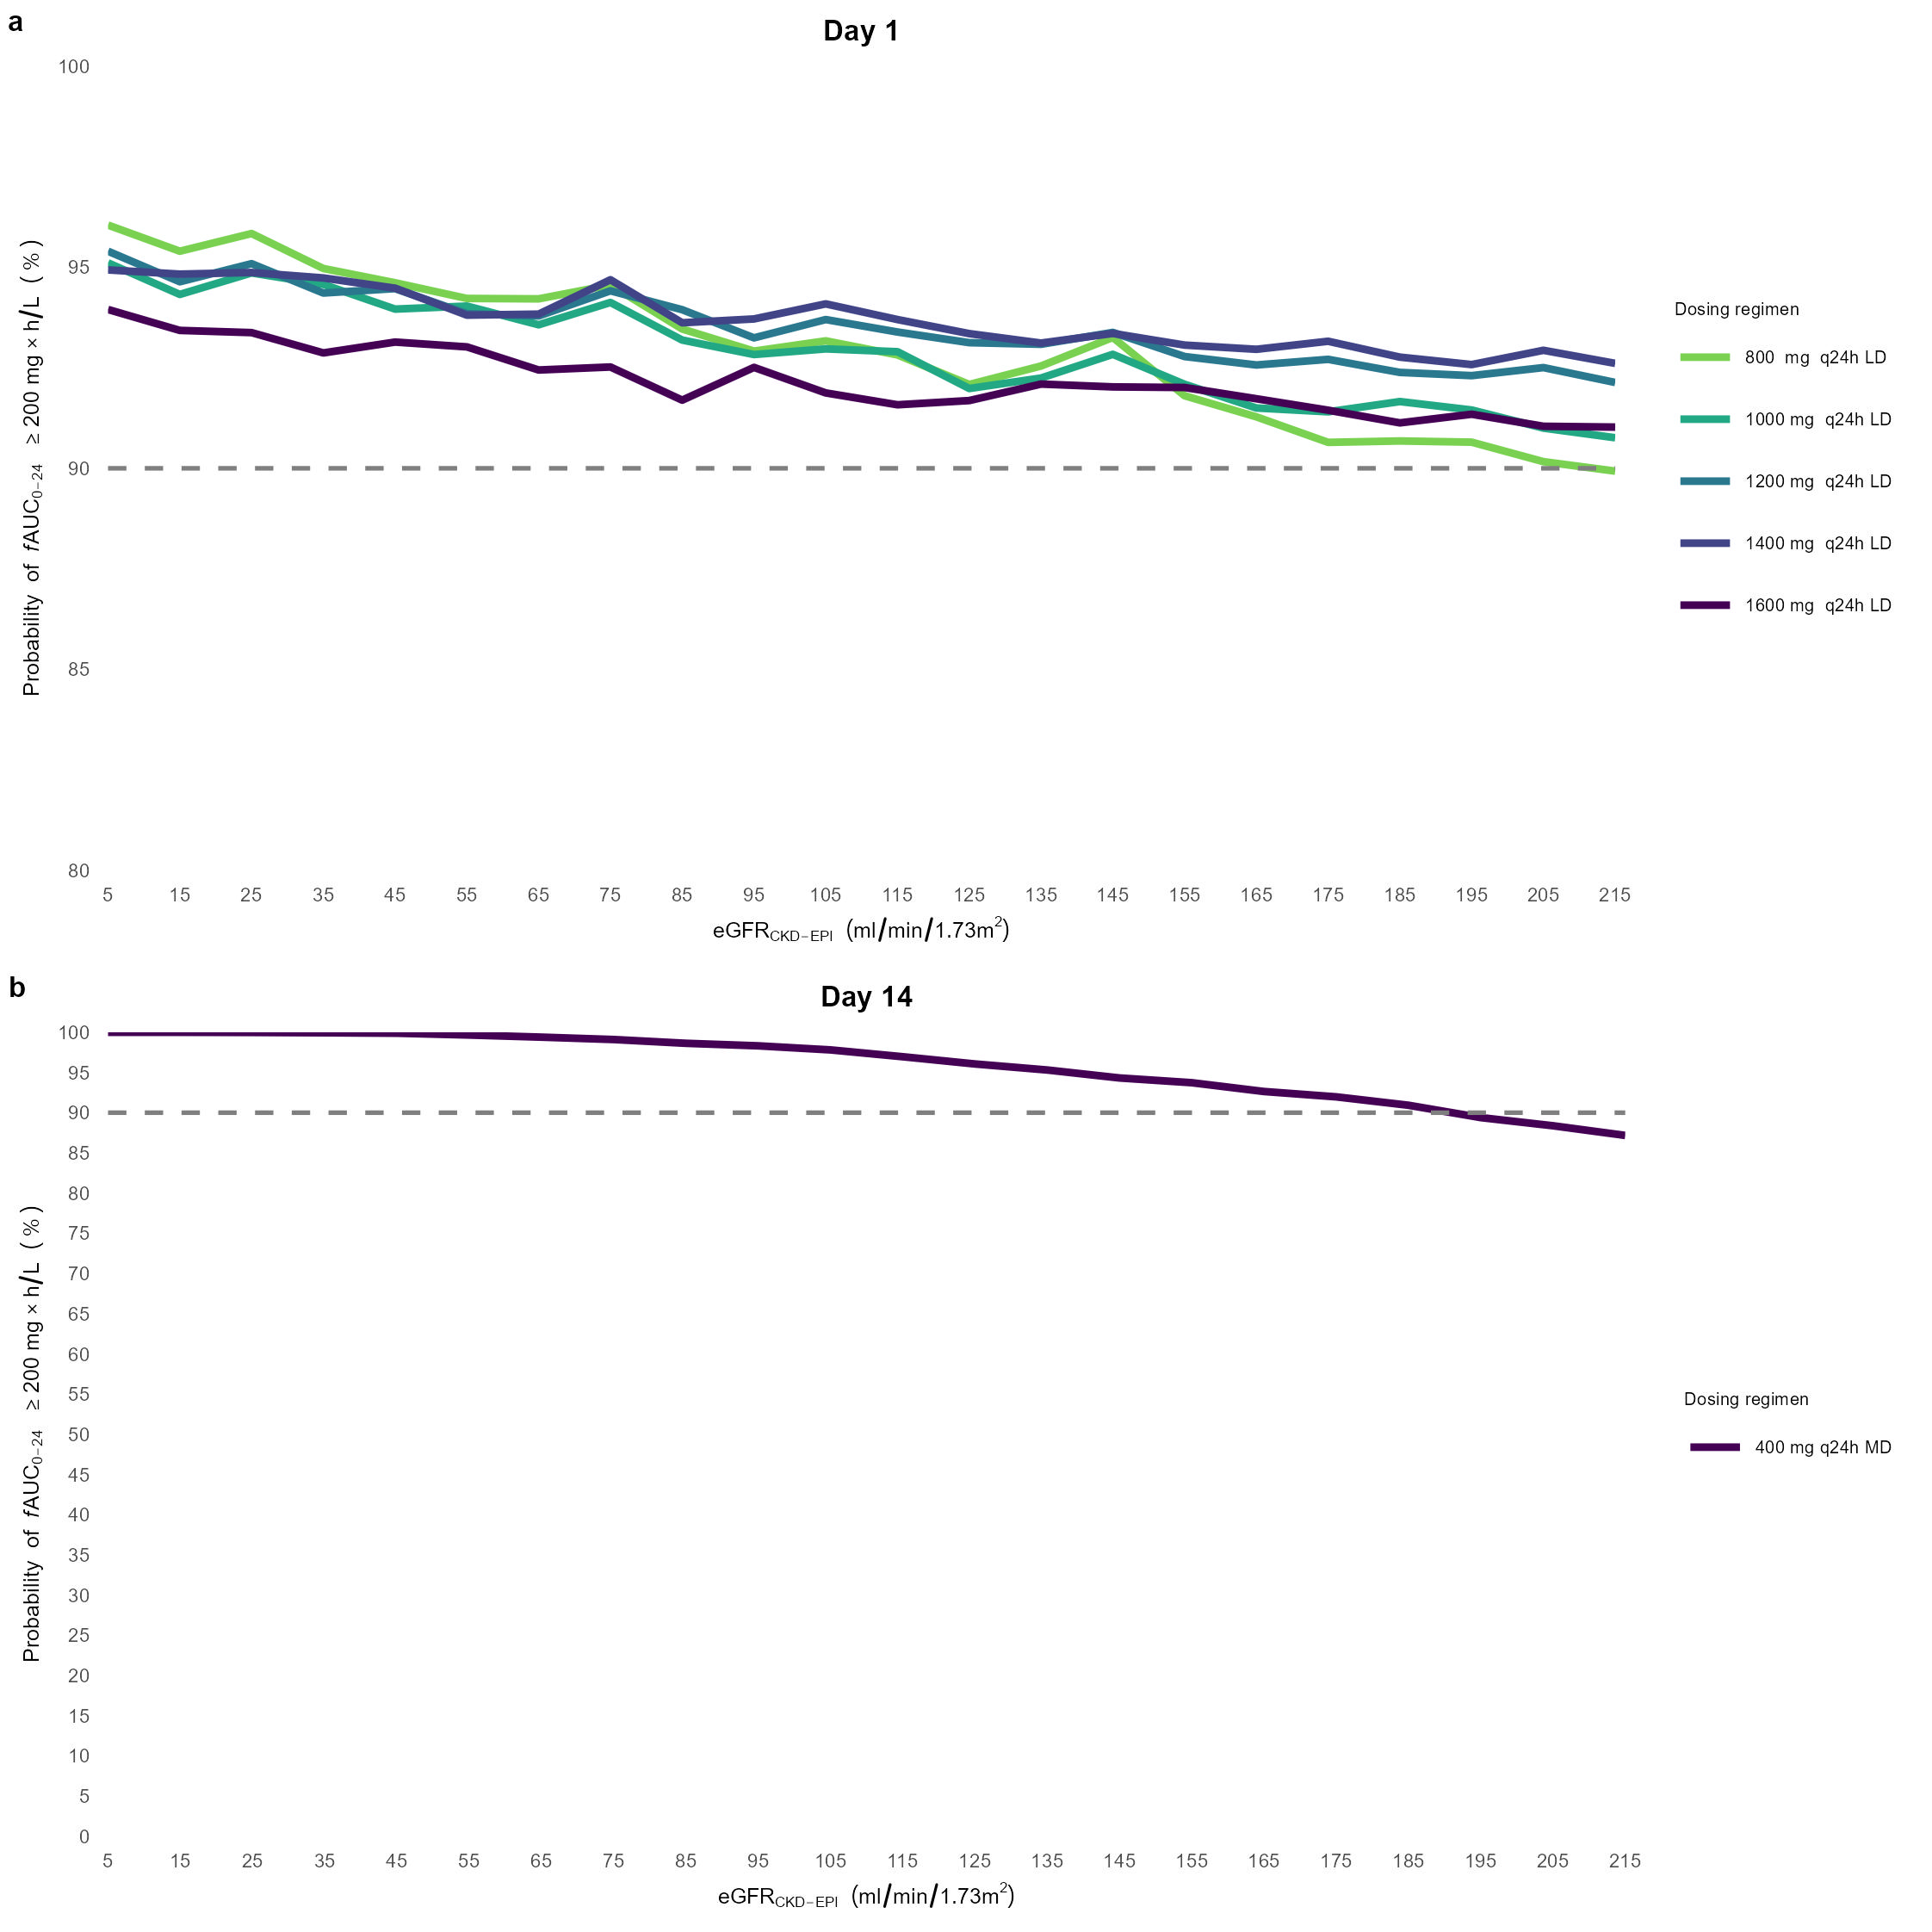 a
Day 1
100
95
90
85
80
Probability of fAUC0−24 ≥ 200 mg × h/L ( % )
5 15 25 35 45 55 65 75 85 95 105 115 125 135 145 155 165 175 185 195 205 215
eGFRCKD−EPI (ml/min/1.73m2)
Dosing regimen
800 mg q24h LD
1000 mg q24h LD
1200 mg q24h LD
1400 mg q24h LD
1600 mg q24h LD
b
Day 14
100
95
90
85
80
75
70
65
60
55
50
45
40
35
30
25
20
15
10
5
0
Probability of fAUC0−24 ≥ 200 mg × h/L ( % )
5 15 25 35 45 55 65 75 85 95 105 115 125 135 145 155 165 175 185 195 205 215
eGFRCKD−EPI (ml/min/1.73m2)
Dosing regimen
400 mg q24h MD